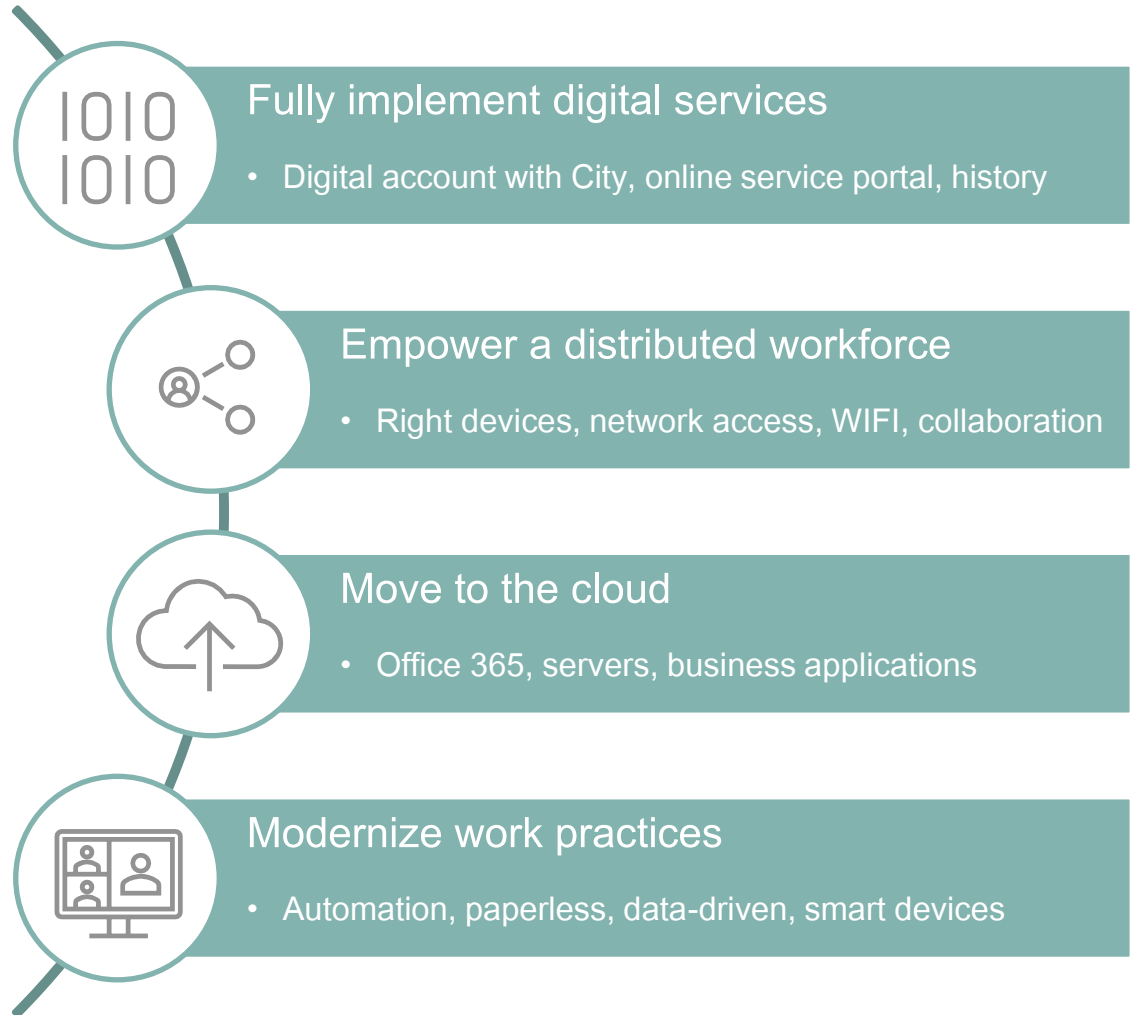 IOIO
IOIO
Fully implement digital services
• Digital account with City, online service portal, history
Empower a distributed workforce
• Right devices, network access, WIFI, collaboration
Move to the cloud
• Office 365, servers, business applications
Modernize work practices
• Automation, paperless, data-driven, smart devices